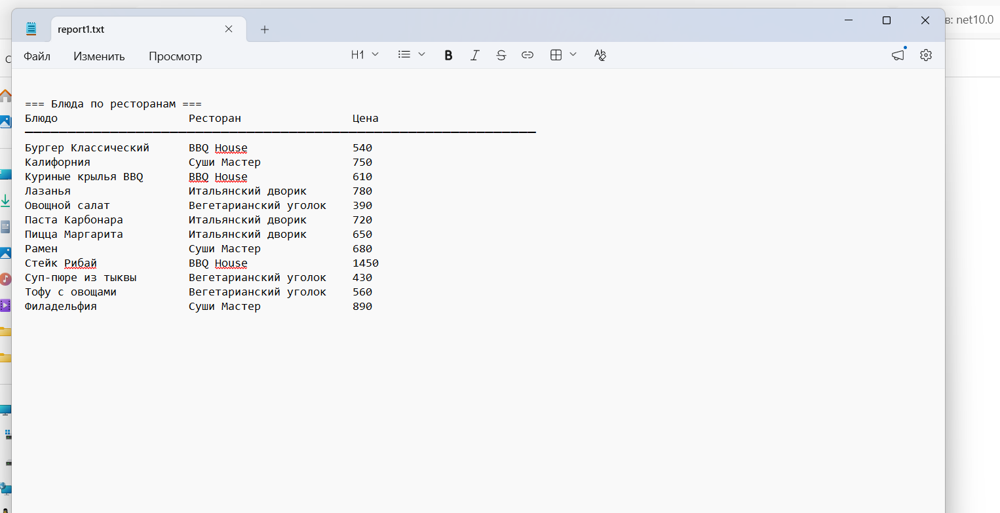 report1.txt
в: net10.0
Файл Изменить Просмотр H1 B I S
=== Блюда по ресторанам ===
Блюдо Ресторан Цена
Бургер Классический BBQ House 540
Калифорния Суши Мастер 750
Куриные крылья BBQ BBQ House 610
Лазанья Итальянский дворик 780
Овощной салат Вегетарианский уголок 390
Паста Карбонара Итальянский дворик 720
Пицца Маргарита Итальянский дворик 650
Рамен Суши Мастер 680
Стейк Рибай BBQ House 1450
Суп-пюре из тыквы Вегетарианский уголок 430
Тофу с овощами Вегетарианский уголок 560
Филадельфия Суши Мастер 890